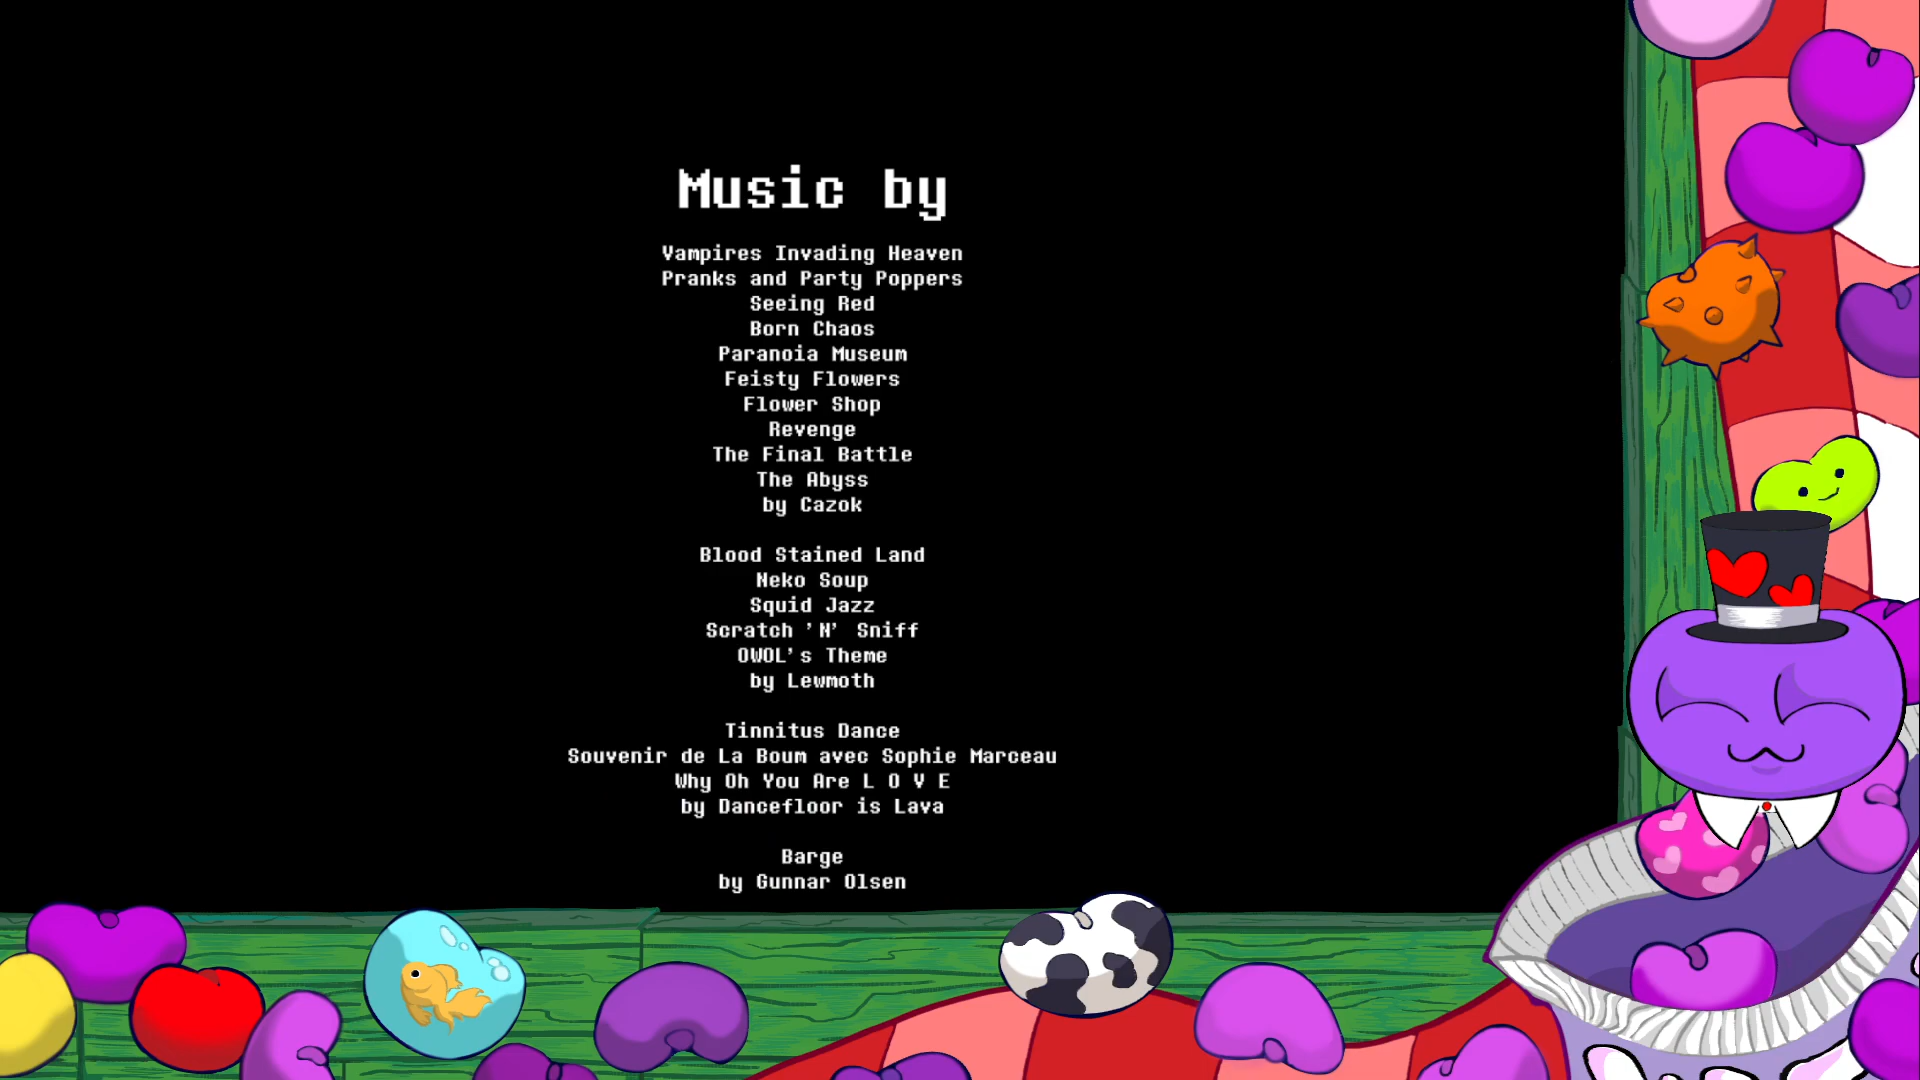 Music by
Vampires Invading Heaven
Pranks and Party Poppers
Seeing Red
Born Chaos
Paranoia Museum
Feisty Flowers
Flower Shop
Revenge
The Final Battle
The Abyss
by Cazok
Blood Stained Land
Neko Soup
Squid Jazz
Scratch 'N' Sniff
OWOL's Theme
by Lewmoth
Tinnitus Dance
Souvenir de La Boum avec Sophie Marceau
Why Oh You Are L O V E
by Dancefloor is Lava
Barge
by Gunnar Olsen